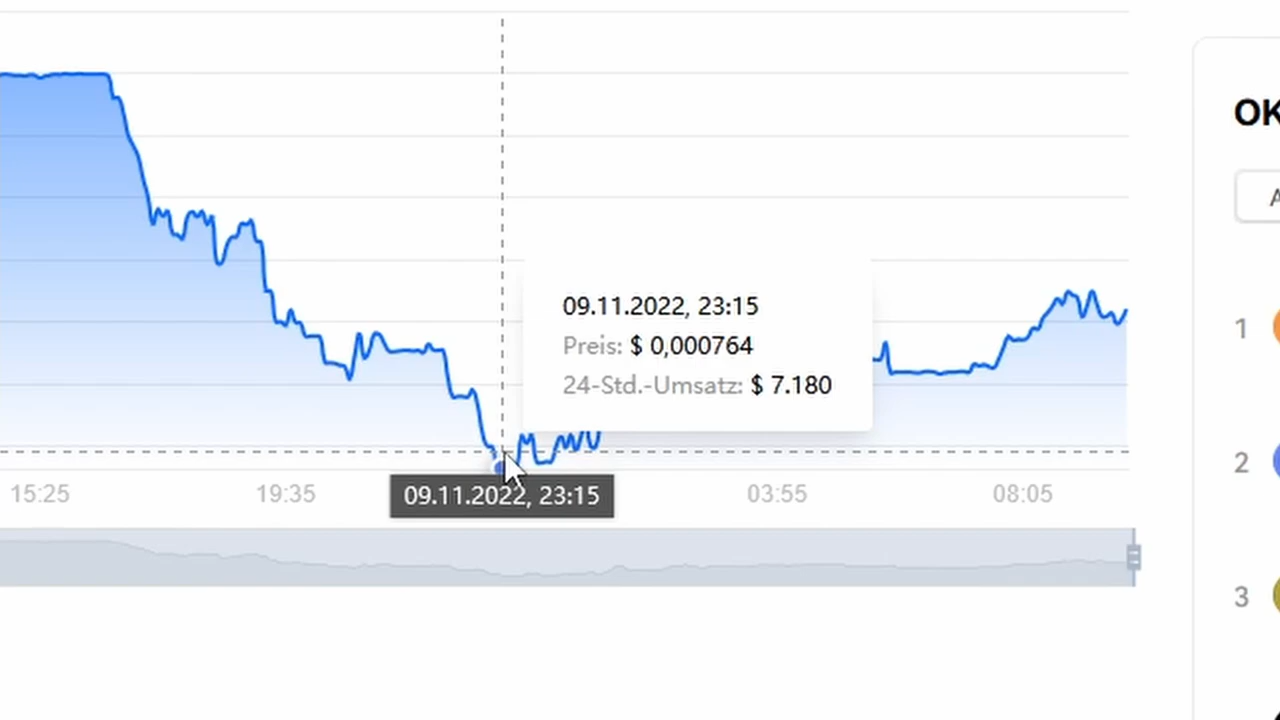 OK
A
09.11.2022, 23:15
Preis: $ 0,000764
24-Std.-Umsatz: $ 7.180
1
2
15:25
19:35
09.11.2022, 23:15
03:55
08:05
3